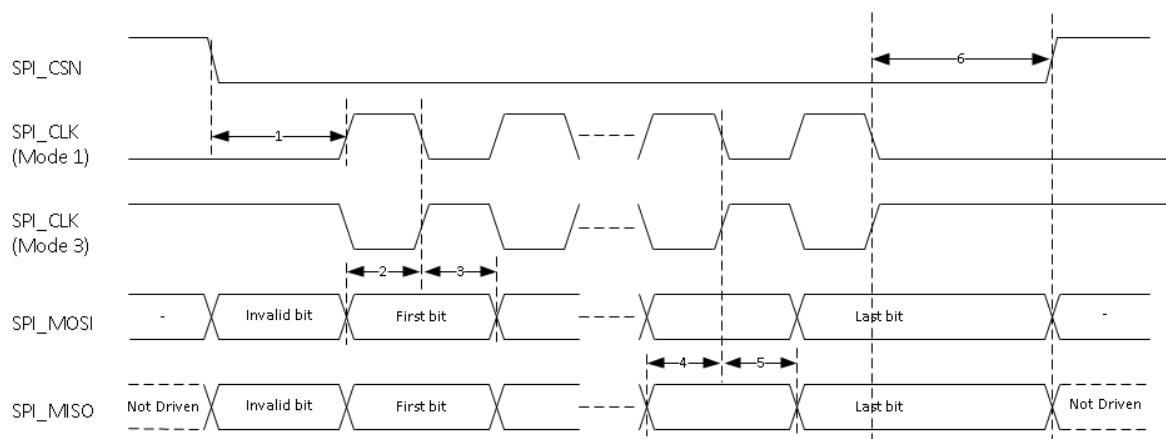 SPI_CSN
6
SPI_CLK
(Mode 1)
1
SPI_CLK
(Mode 3)
2
3
SPI_MOSI
-
Invalid bit
First bit
Last bit
-
4
5
SPI_MISO
Not Driven
Invalid bit
First bit
Last bit
Not Driven